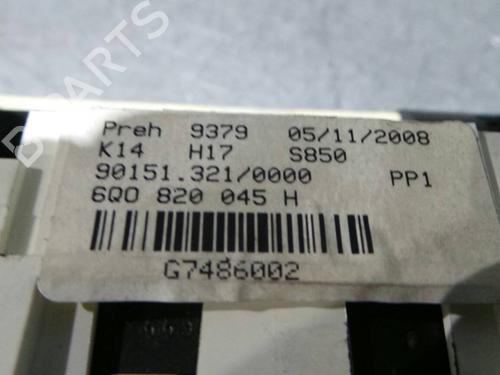 B-PARTS
Preh 9379 05/11/2008
K14 H17 S850
90151.321/0000 PP1
6Q0 820 045 H
G7486002